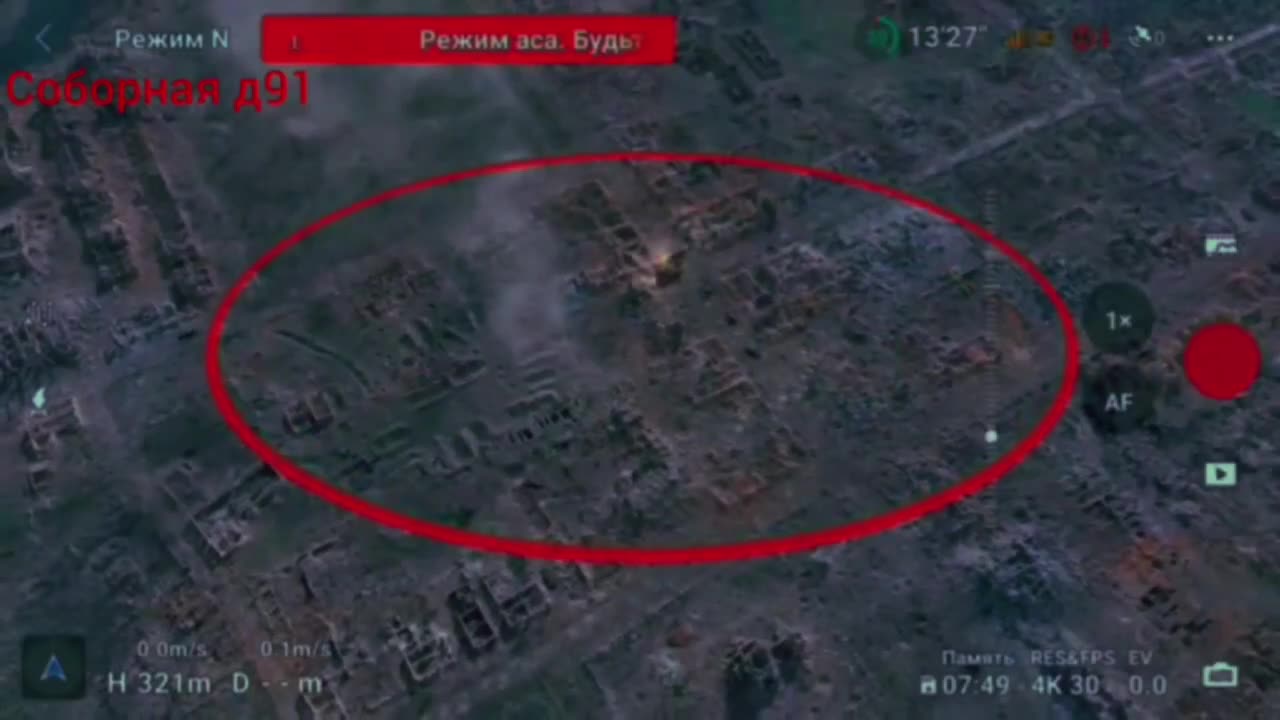 Режим N
Режим аса. Будьт
13'27"
Соборная д91
1×
AF
0.0m/s 0.1m/s
H 321m D - - m
Память RES&FPS EV
07:49 4K 30 0.0